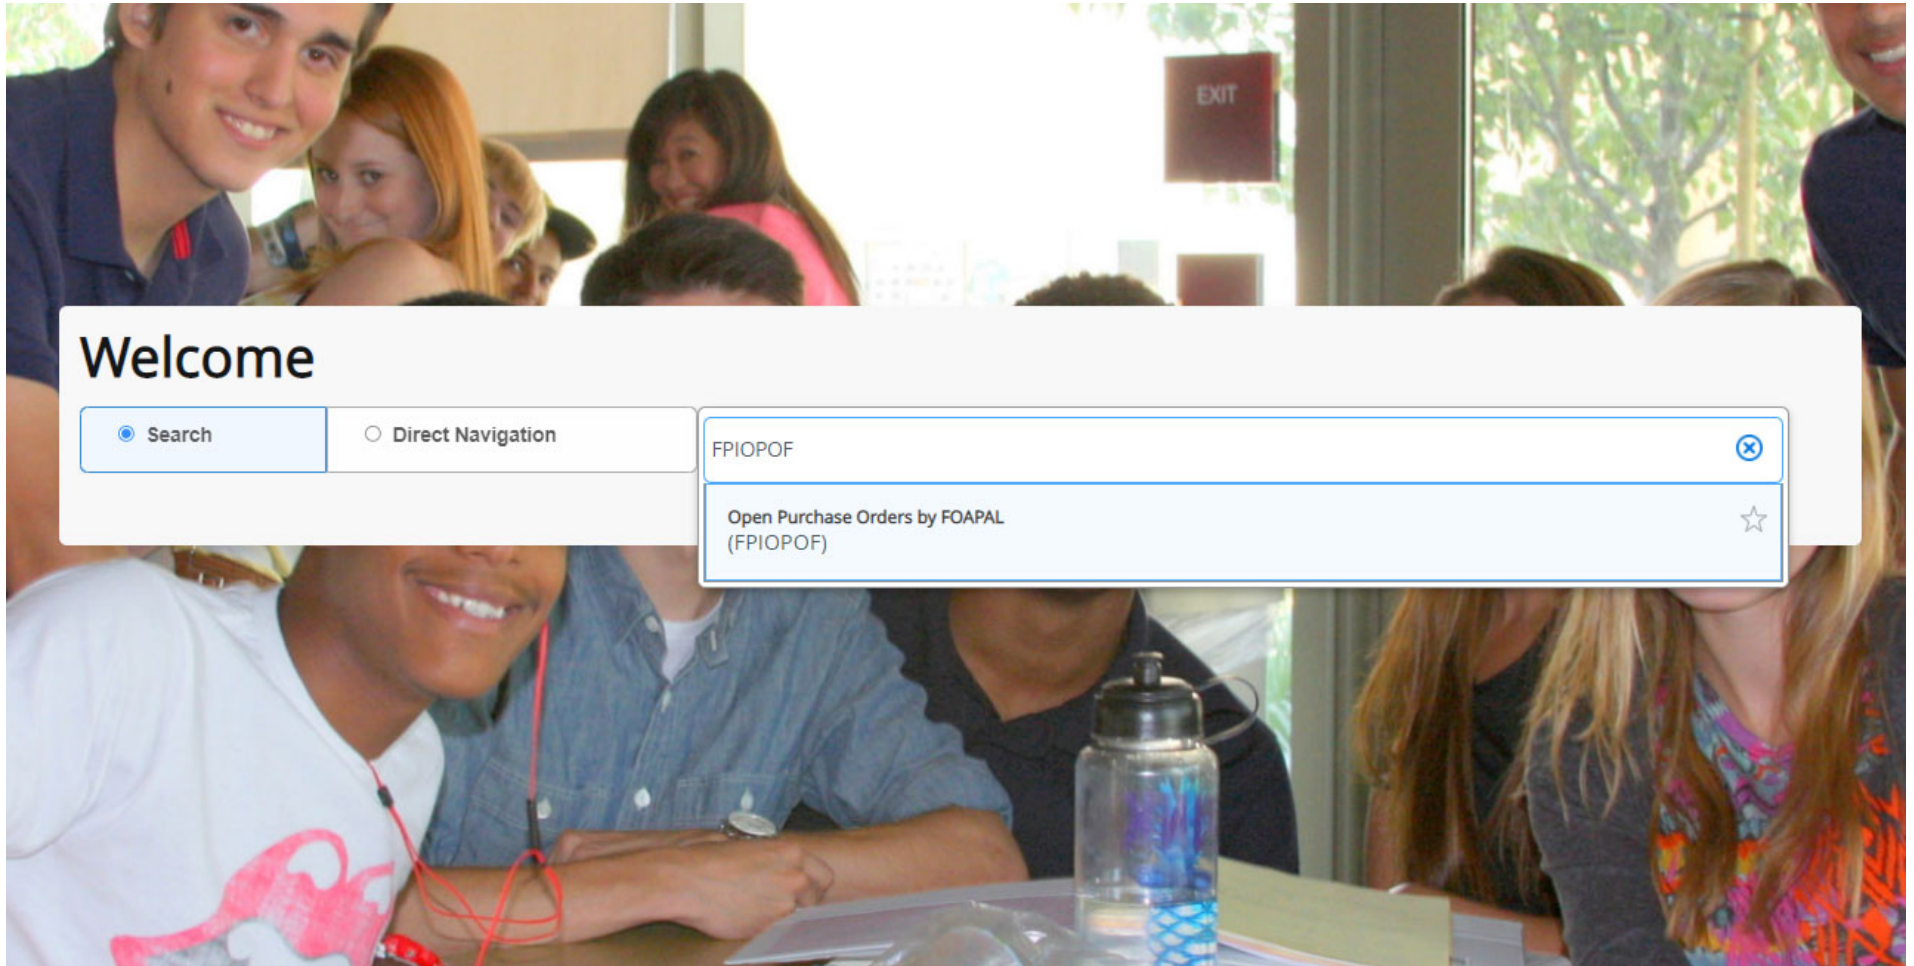 EXIT
Welcome
Search
Direct Navigation
FPIOPOF
Open Purchase Orders by FOAPAL
(FPIOPOF)